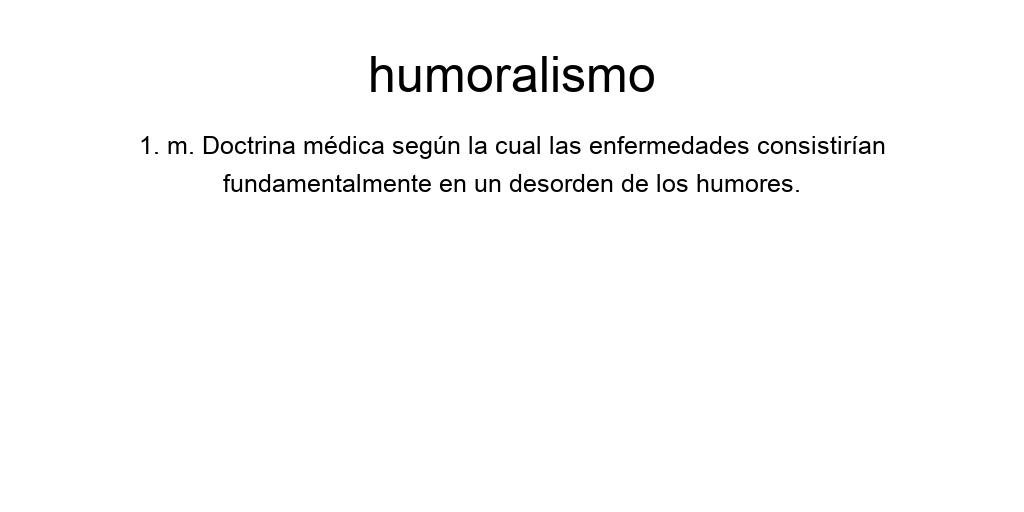 humoralismo
1. m. Doctrina médica según la cual las enfermedades consistirían
fundamentalmente en un desorden de los humores.